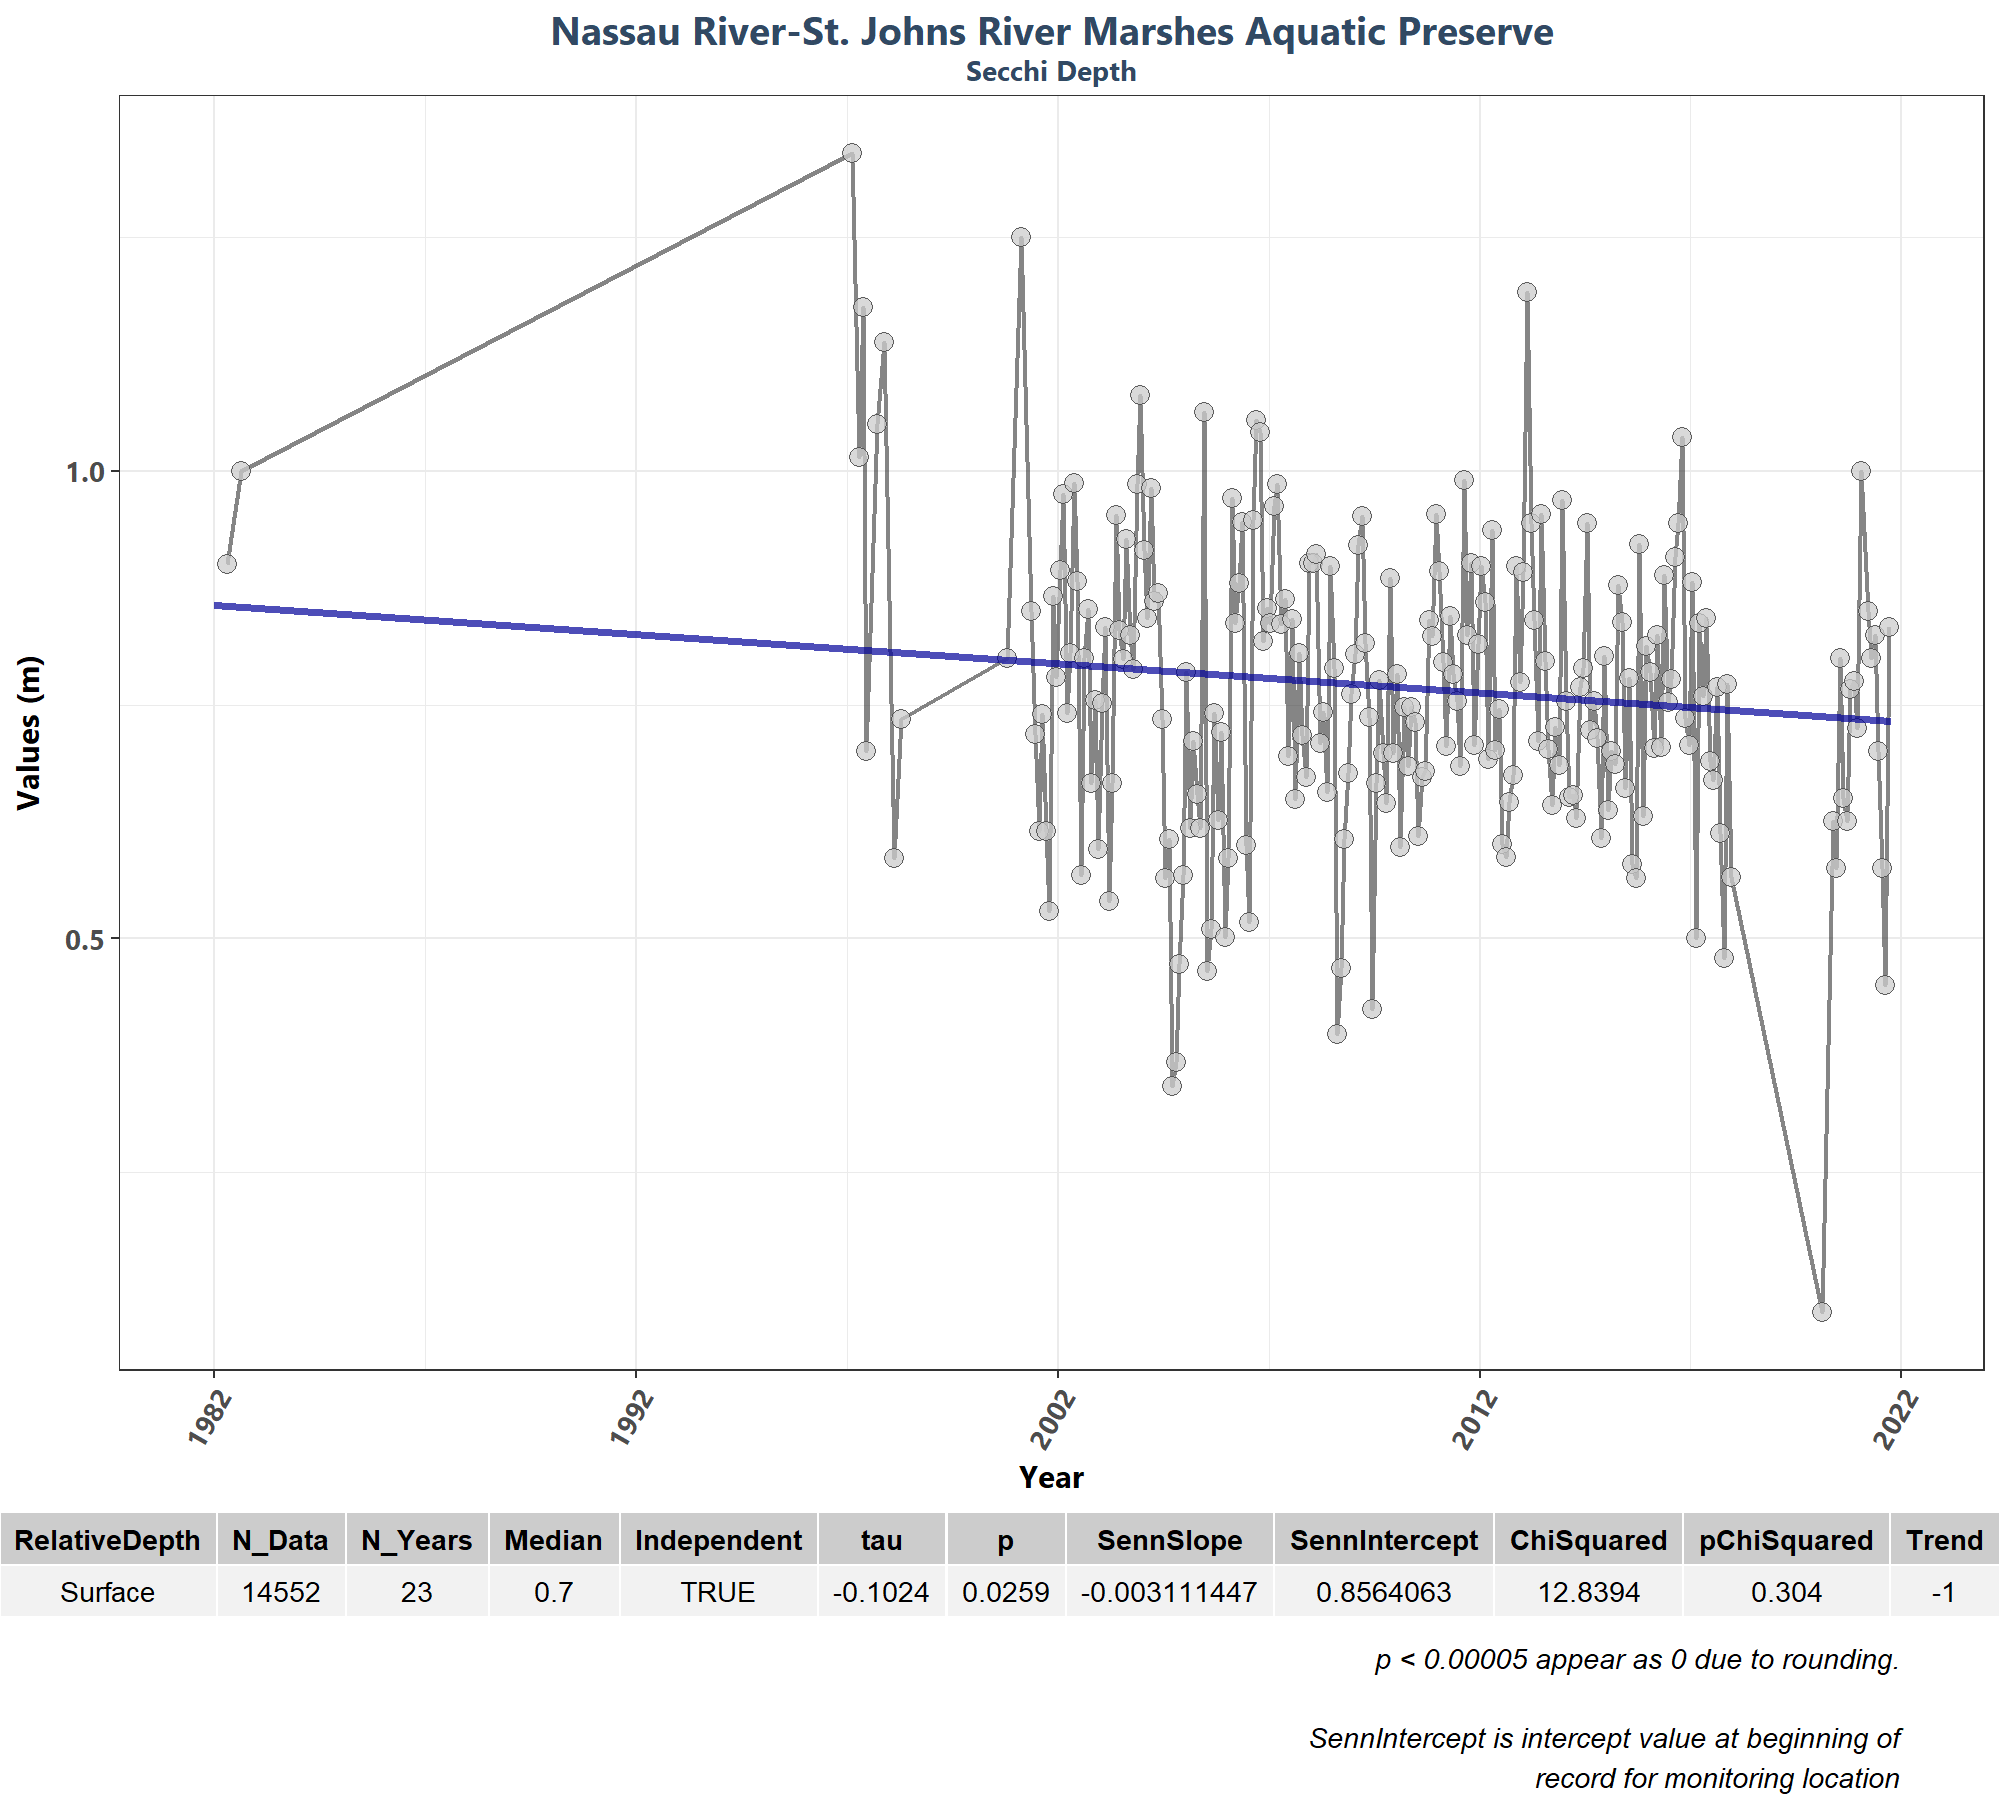 Nassau River-St. Johns River Marshes Aquatic Preserve
Secchi Depth
Values (m)
1.0
0.5
1982
1992
2002
2012
2022
Year
RelativeDepth N_Data N_Years Median Independent tau p SennSlope SennIntercept ChiSquared pChiSquared Trend
Surface 14552 23 0.7 TRUE -0.1024 0.0259 -0.003111447 0.8564063 12.8394 0.304 -1
p < 0.00005 appear as 0 due to rounding.
SennIntercept is intercept value at beginning of
record for monitoring location